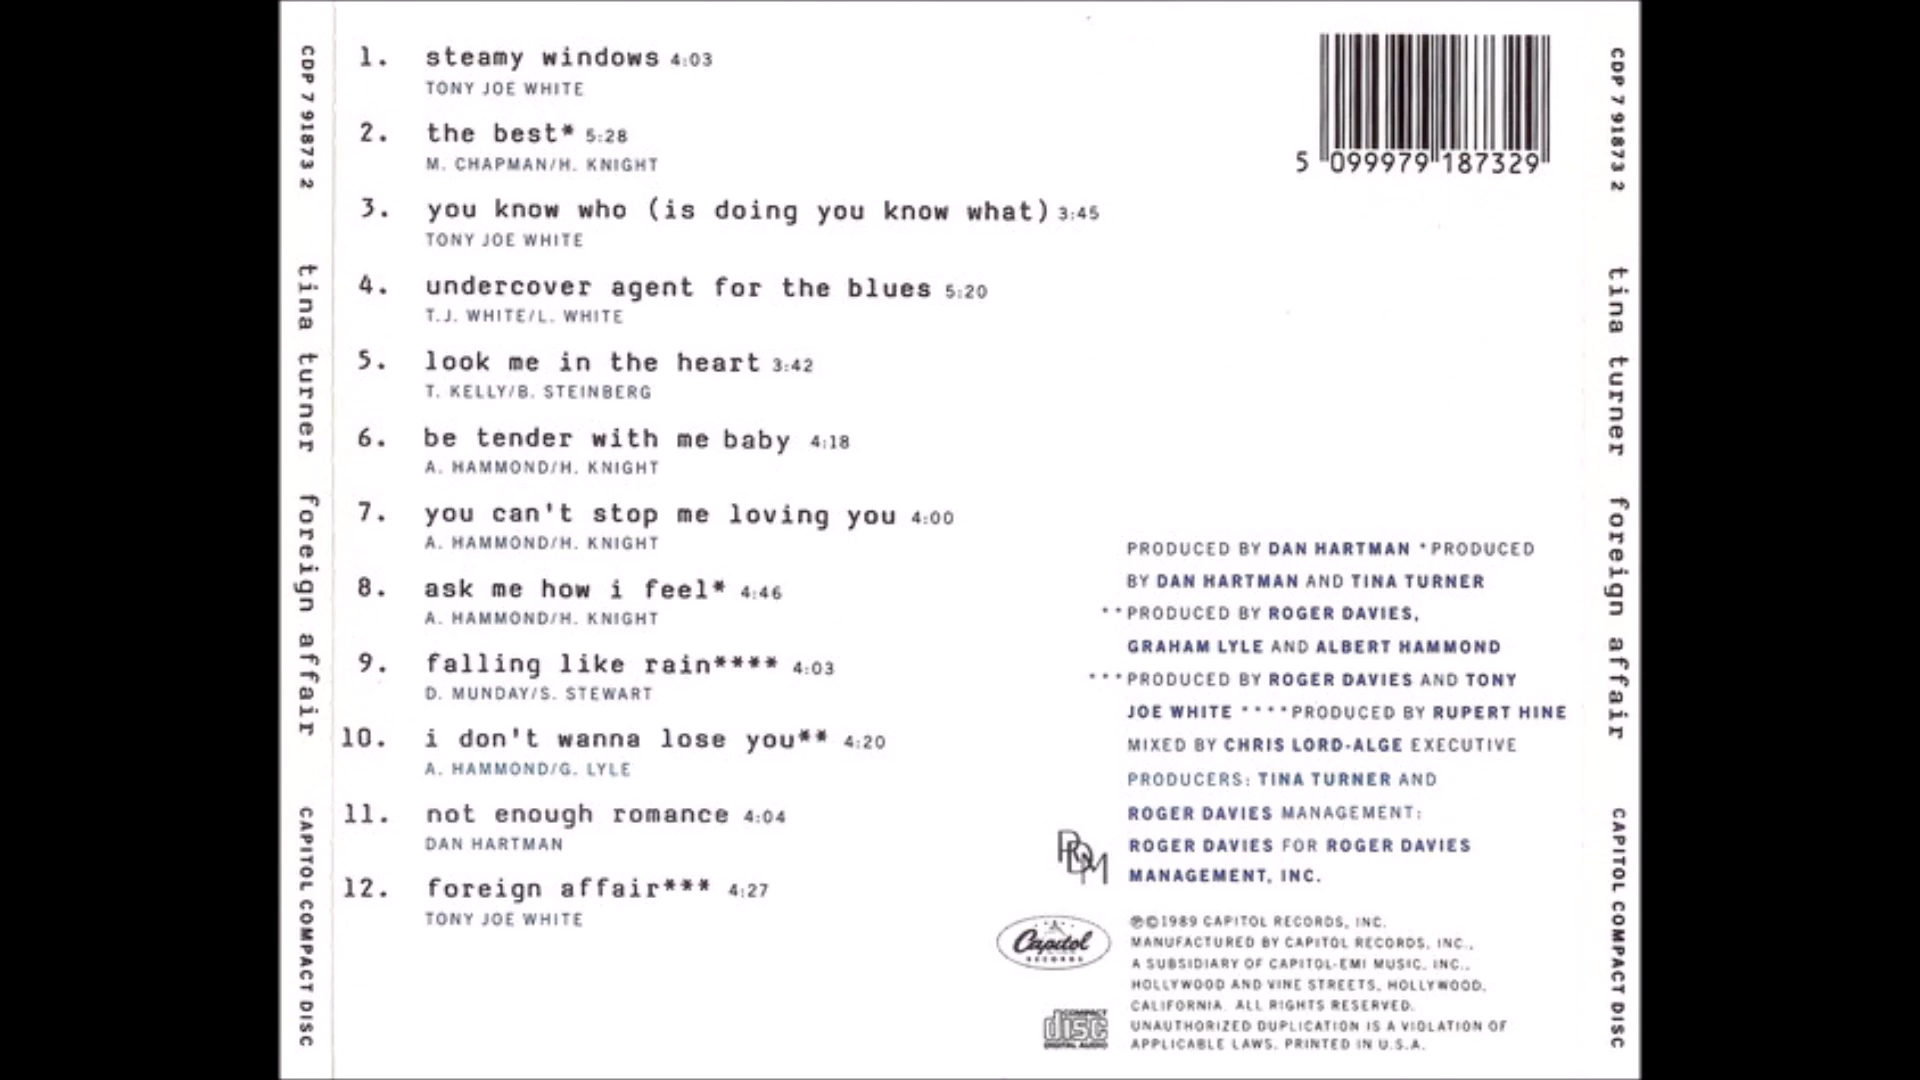 CDP 7 91873 2 tina turner foreign affair CAPITOL COMPACT DISC
1. steamy windows 4:03
TONY JOE WHITE
2. the best* 5:28
M. CHAPMAN/H. KNIGHT
3. you know who (is doing you know what) 3:45
TONY JOE WHITE
4. undercover agent for the blues 5:20
T.J. WHITE/L. WHITE
5. look me in the heart 3:42
T. KELLY/B. STEINBERG
6. be tender with me baby 4:18
A. HAMMOND/H. KNIGHT
7. you can't stop me loving you 4:00
A. HAMMOND/H. KNIGHT
8. ask me how i feel* 4:46
A. HAMMOND/H. KNIGHT
9. falling like rain**** 4:03
D. MUNDAY/S. STEWART
10. i don't wanna lose you** 4:20
A. HAMMOND/G. LYLE
11. not enough romance 4:04
DAN HARTMAN
12. foreign affair*** 4:27
TONY JOE WHITE
5 099979 187329
PRODUCED BY DAN HARTMAN *PRODUCED
BY DAN HARTMAN AND TINA TURNER
**PRODUCED BY ROGER DAVIES,
GRAHAM LYLE AND ALBERT HAMMOND
***PRODUCED BY ROGER DAVIES AND TONY
JOE WHITE ****PRODUCED BY RUPERT HINE
MIXED BY CHRIS LORD-ALGE EXECUTIVE
PRODUCERS: TINA TURNER AND
ROGER DAVIES MANAGEMENT:
ROGER DAVIES FOR ROGER DAVIES
MANAGEMENT, INC.
RDM
Capitol
RECORDS
℗©1989 CAPITOL RECORDS, INC.
MANUFACTURED BY CAPITOL RECORDS, INC.,
A SUBSIDIARY OF CAPITOL-EMI MUSIC, INC.,
HOLLYWOOD AND VINE STREETS, HOLLYWOOD,
CALIFORNIA. ALL RIGHTS RESERVED.
UNAUTHORIZED DUPLICATION IS A VIOLATION OF
APPLICABLE LAWS. PRINTED IN U.S.A.
COMPACT
disc
DIGITAL AUDIO
CDP 7 91873 2 tina turner foreign affair CAPITOL COMPACT DISC